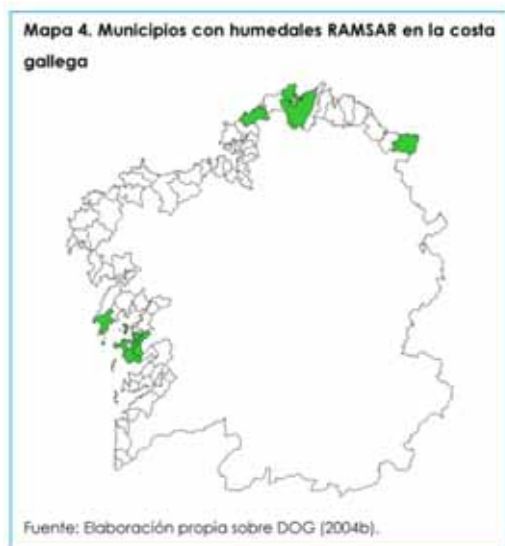 Mapa 4. Municipios con humedales RAMSAR en la costa
gallega
Fuente: Elaboración propia sobre DOG (2004b).